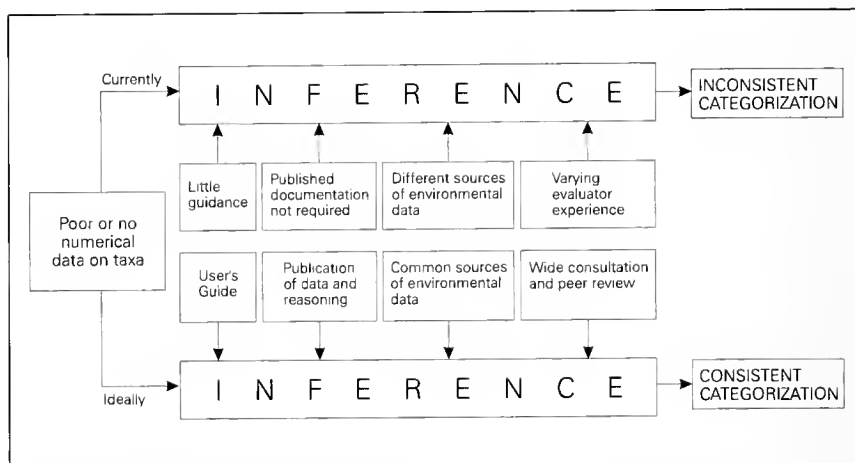 Currently
I N F E R E N C E
INCONSISTENT
CATEGORIZATION
Little
guidance
Published
documentation
not required
Different sources
of environmental
data
Varying
evaluator
experience
Poor or no
numerical
data on taxa
User's
Guide
Publication
of data and
reasoning
Common sources
of environmental
data
Wide consultation
and peer review
Ideally
I N F E R E N C E
CONSISTENT
CATEGORIZATION